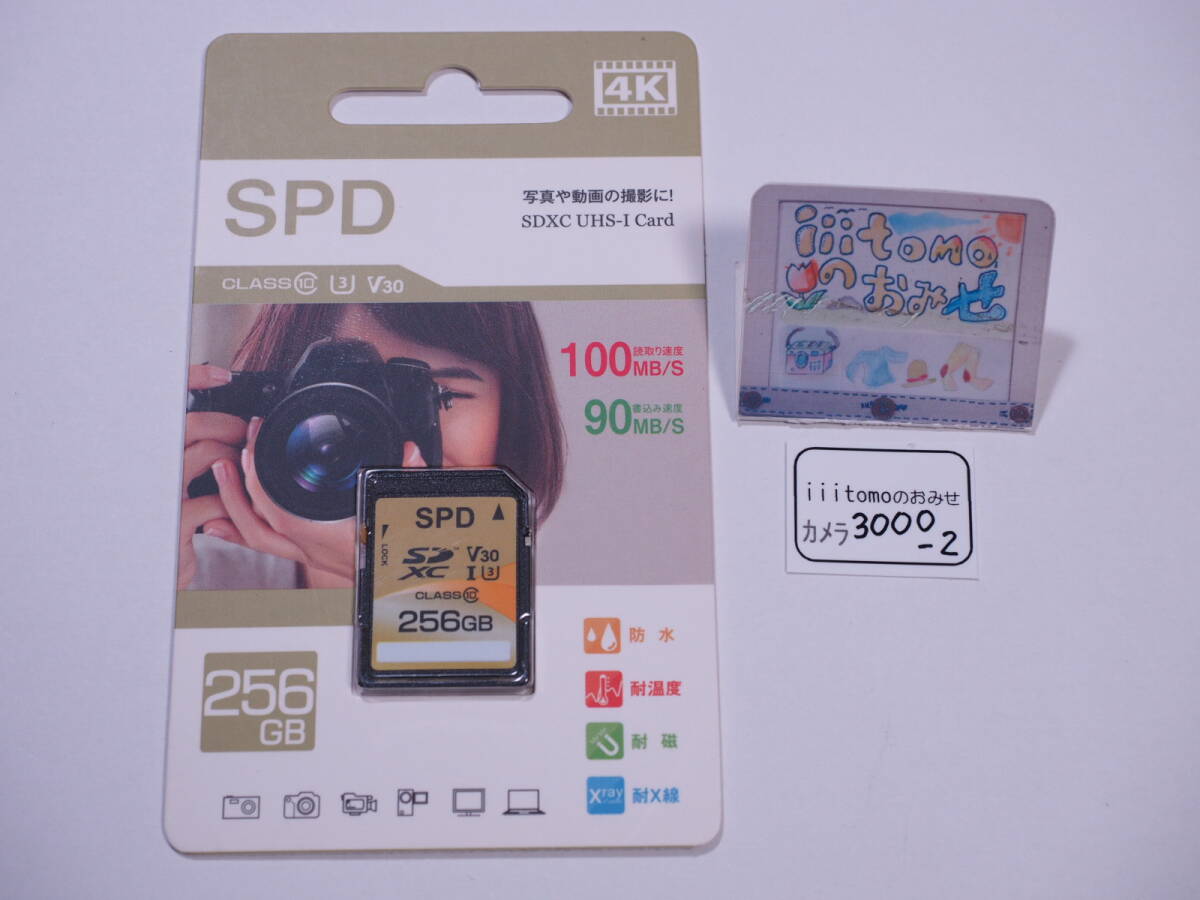 4K
SPD
写真や動画の撮影に!
SDXC UHS-I Card
CLASS 10 U3 V30
100 読取り速度 MB/S
90 書込み速度 MB/S
SPD
LOCK
SD XC™ V30
I U3
CLASS 10
256GB
256
GB
防水
耐温度
耐磁
Xray 耐X線
iiitomo
のおみせ
iiitomoのおみせ
カメラ3000
-2